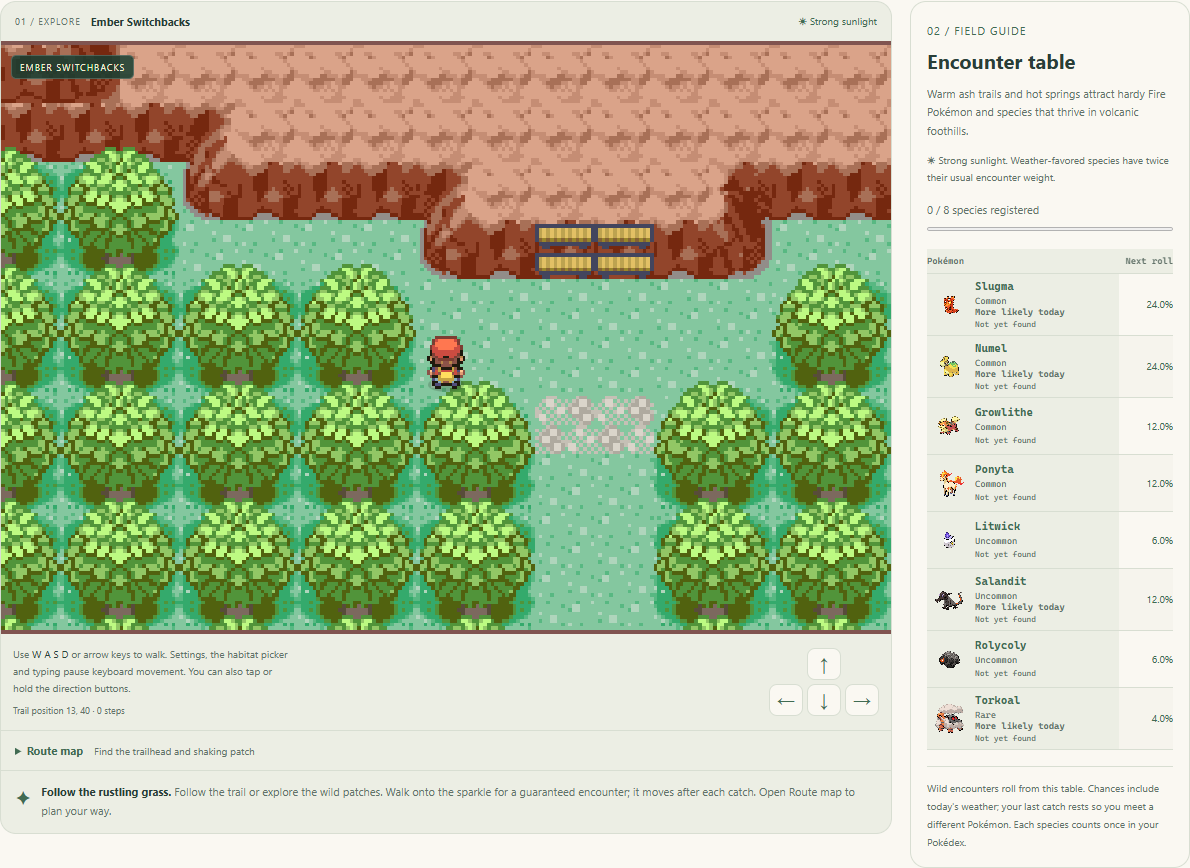 01 / EXPLORE Ember Switchbacks
☀ Strong sunlight
EMBER SWITCHBACKS
Use W A S D or arrow keys to walk. Settings, the habitat picker
and typing pause keyboard movement. You can also tap or
hold the direction buttons.
Trail position 13, 40 · 0 steps
↑
← ↓ →
▶ Route map Find the trailhead and shaking patch
✦ Follow the rustling grass. Follow the trail or explore the wild patches. Walk onto the sparkle for a guaranteed encounter; it moves after each catch. Open Route map to
plan your way.
02 / FIELD GUIDE
Encounter table
Warm ash trails and hot springs attract hardy Fire
Pokémon and species that thrive in volcanic
foothills.
☀ Strong sunlight. Weather-favored species have twice
their usual encounter weight.
0 / 8 species registered
Pokémon Next roll
Slugma
Common
More likely today
Not yet found
24.0%
Numel
Common
More likely today
Not yet found
24.0%
Growlithe
Common
Not yet found
12.0%
Ponyta
Common
Not yet found
12.0%
Litwick
Uncommon
Not yet found
6.0%
Salandit
Uncommon
More likely today
Not yet found
12.0%
Rolycoly
Uncommon
Not yet found
6.0%
Torkoal
Rare
More likely today
Not yet found
4.0%
Wild encounters roll from this table. Chances include
today's weather; your last catch rests so you meet a
different Pokémon. Each species counts once in your
Pokédex.